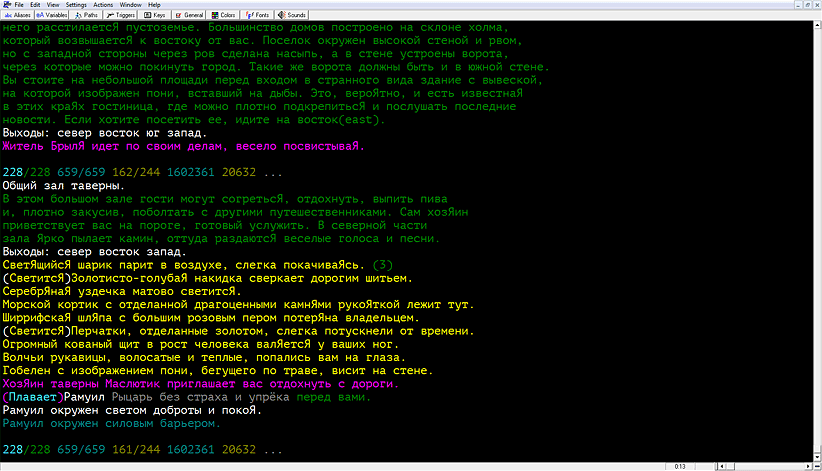 File Edit View Settings Actions Window Help
Aliases Variables Paths Triggers Keys General Colors Fonts Sounds
него расстилаетсЯ пустоземье. Большинство домов построено на склоне холма,
который возвышаетсЯ к востоку от вас. Поселок окружен высокой стеной и рвом,
но с западной стороны через ров сделана насыпь, а в стене устроены ворота,
через которые можно покинуть город. Такие же ворота должны быть и в южной стене.
Вы стоите на небольшой площади перед входом в странного вида здание с вывеской,
на которой изображен пони, вставший на дыбы. Это, вероЯтно, и есть известнаЯ
в этих краЯх гостиница, где можно плотно подкрепитьсЯ и послушать последние
новости. Если хотите посетить ее, идите на восток(east).
Выходы: север восток юг запад.
Житель БрылЯ идет по своим делам, весело посвистываЯ.
228/228 659/659 162/244 1602361 20632 ...
Общий зал таверны.
В этом большом зале гости могут согретьсЯ, отдохнуть, выпить пива
и, плотно закусив, поболтать с другими путешественниками. Сам хозЯин
приветствует вас на пороге, готовый услужить. В северной части
зала Ярко пылает камин, оттуда раздаютсЯ веселые голоса и песни.
Выходы: север восток запад.
СветЯщийсЯ шарик парит в воздухе, слегка покачиваЯсь. (3)
(СветитсЯ)Золотисто-голубаЯ накидка сверкает дорогим шитьем.
СеребрЯнаЯ уздечка матово светитсЯ.
Морской кортик с отделанной драгоценными камнЯми рукоЯткой лежит тут.
ШиррифскаЯ шлЯпа с большим розовым пером потерЯна владельцем.
(СветитсЯ)Перчатки, отделанные золотом, слегка потускнели от времени.
Огромный кованый щит в рост человека валЯетсЯ у ваших ног.
Волчьи рукавицы, волосатые и теплые, попались вам на глаза.
Гобелен с изображением пони, бегущего по траве, висит на стене.
ХозЯин таверны Маслютик приглашает вас отдохнуть с дороги.
(Плавает)Рамуил Рыцарь без страха и упрёка перед вами.
Рамуил окружен светом доброты и покоЯ.
Рамуил окружен силовым барьером.
228/228 659/659 161/244 1602361 20632 ...
0:13